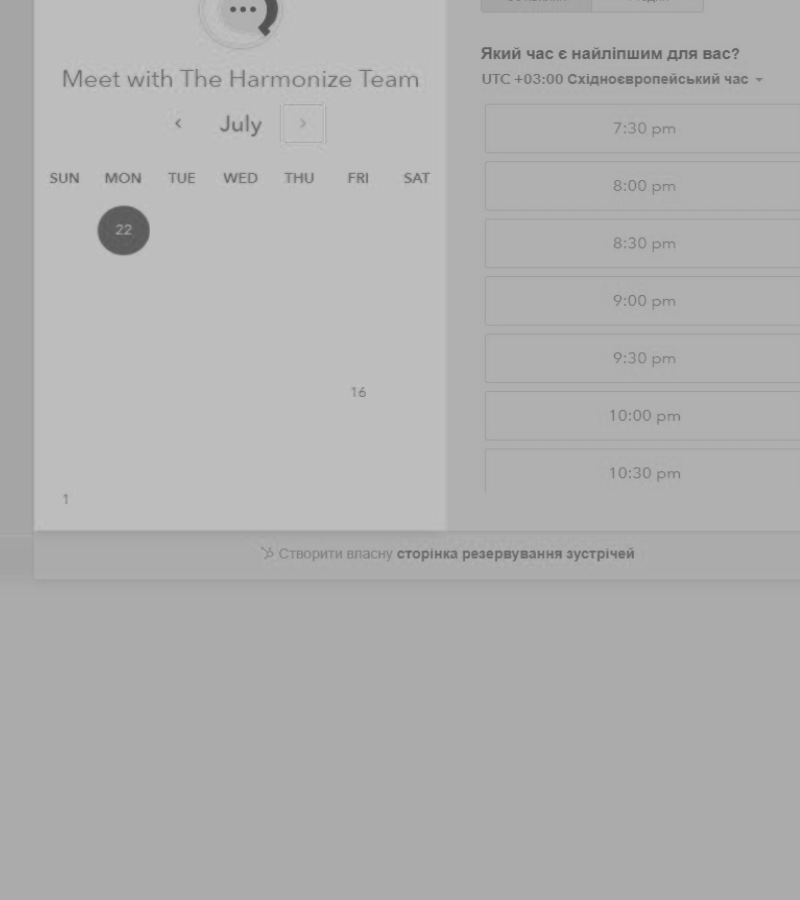 Meet with The Harmonize Team
July
SUN MON TUE WED THU FRI SAT
22
16
1
Який час є найліпшим для вас?
UTC +03:00 Східноєвропейський час
7:30 pm
8:00 pm
8:30 pm
9:00 pm
9:30 pm
10:00 pm
10:30 pm
Створити власну сторінка резервування зустрічей